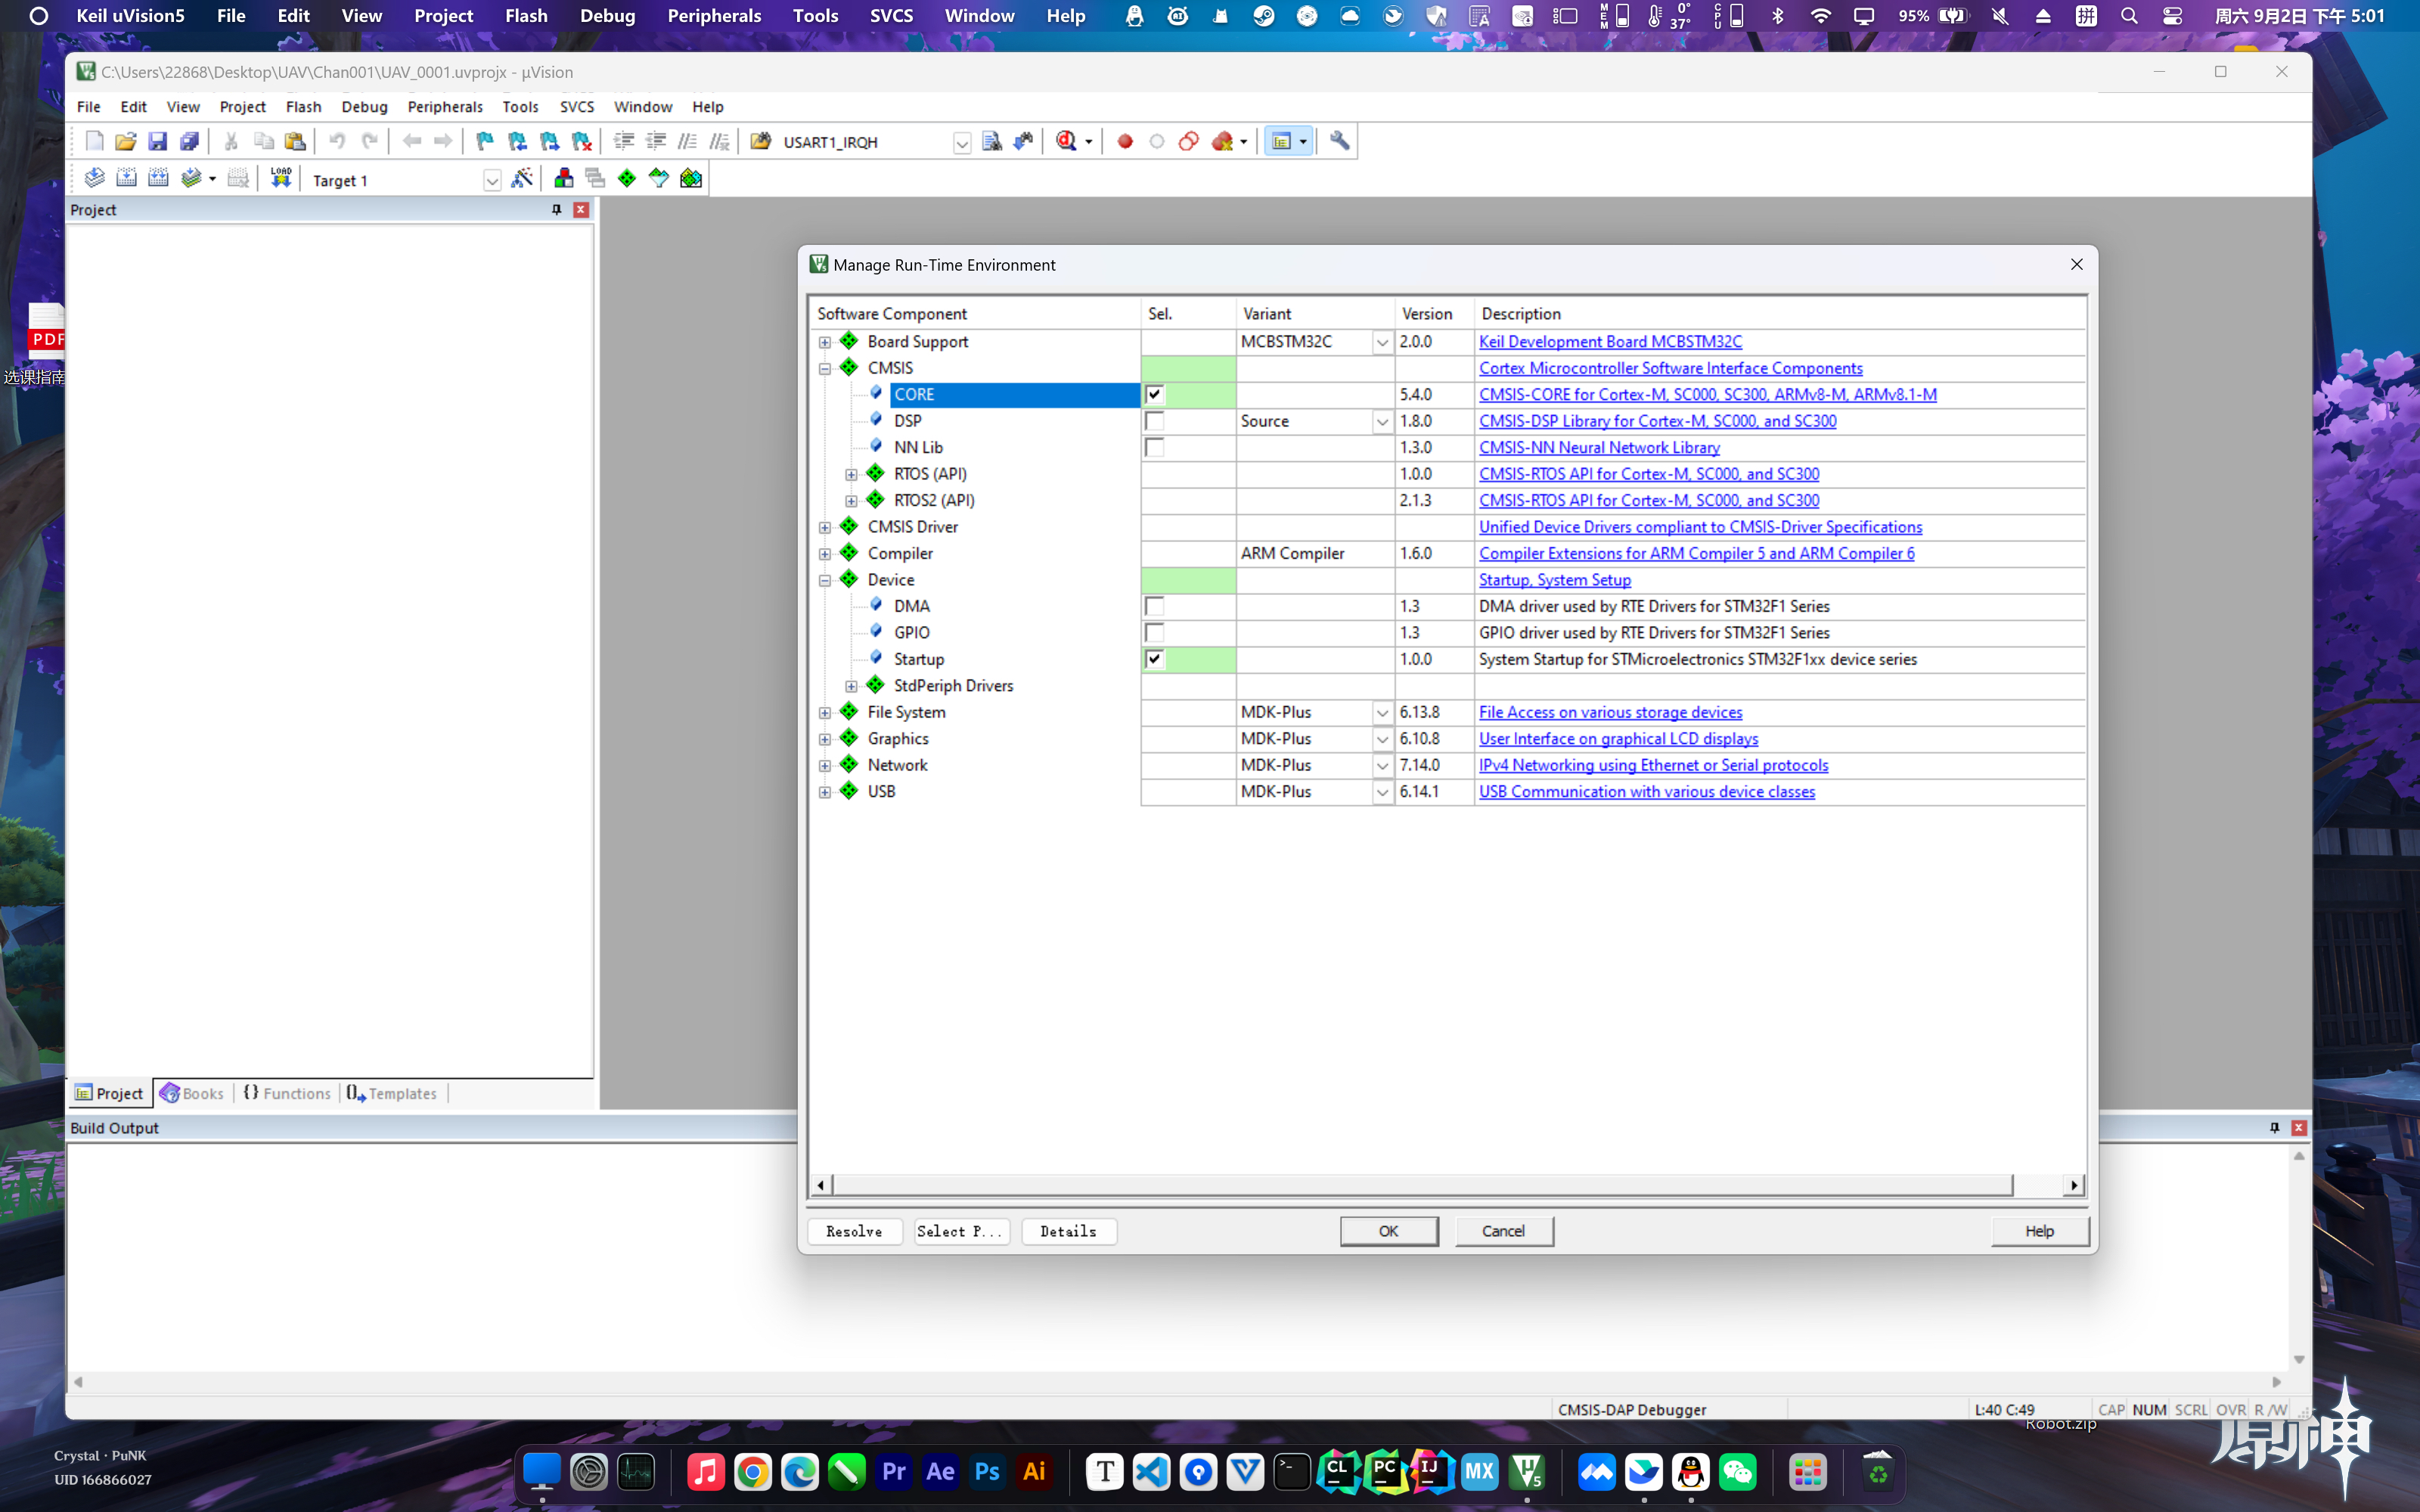 Keil uVision5 File Edit View Project Flash Debug Peripherals Tools SVCS Window Help MEM 0° 37° CPU 95% 拼 周六 9月2日 下午 5:01
C:\Users\22868\Desktop\UAV\Chan001\UAV_0001.uvprojx - µVision
File Edit View Project Flash Debug Peripherals Tools SVCS Window Help
USART1_IRQH
LOAD Target 1
Project
PDF
选课指南
Manage Run-Time Environment
Software Component Sel. Variant Version Description
Board Support MCBSTM32C 2.0.0 Keil Development Board MCBSTM32C
CMSIS Cortex Microcontroller Software Interface Components
CORE 5.4.0 CMSIS-CORE for Cortex-M, SC000, SC300, ARMv8-M, ARMv8.1-M
DSP Source 1.8.0 CMSIS-DSP Library for Cortex-M, SC000, and SC300
NN Lib 1.3.0 CMSIS-NN Neural Network Library
RTOS (API) 1.0.0 CMSIS-RTOS API for Cortex-M, SC000, and SC300
RTOS2 (API) 2.1.3 CMSIS-RTOS API for Cortex-M, SC000, and SC300
CMSIS Driver Unified Device Drivers compliant to CMSIS-Driver Specifications
Compiler ARM Compiler 1.6.0 Compiler Extensions for ARM Compiler 5 and ARM Compiler 6
Device Startup, System Setup
DMA 1.3 DMA driver used by RTE Drivers for STM32F1 Series
GPIO 1.3 GPIO driver used by RTE Drivers for STM32F1 Series
Startup 1.0.0 System Startup for STMicroelectronics STM32F1xx device series
StdPeriph Drivers
File System MDK-Plus 6.13.8 File Access on various storage devices
Graphics MDK-Plus 6.10.8 User Interface on graphical LCD displays
Network MDK-Plus 7.14.0 IPv4 Networking using Ethernet or Serial protocols
USB MDK-Plus 6.14.1 USB Communication with various device classes
Project Books {} Functions Templates
Build Output
Resolve Select P... Details OK Cancel Help
CMSIS-DAP Debugger L:40 C:49 CAP NUM SCRL OVR R/W
Robot.zip
原神
Crystal · PuNK
UID 166866027
Pr Ae Ps Ai T CL PC IJ MX